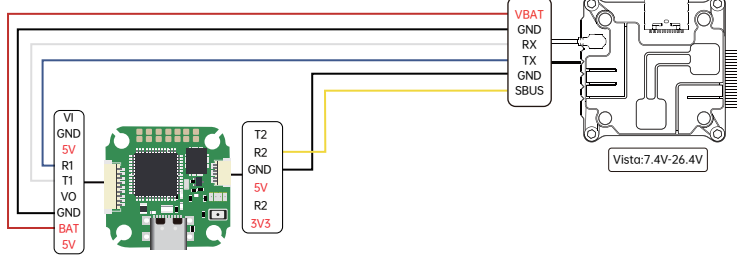 VBAT
GND
RX
TX
GND
SBUS
Vista:7.4V-26.4V
VI
GND
5V
R1
T1
VO
GND
BAT
5V
T2
R2
GND
5V
R2
3V3